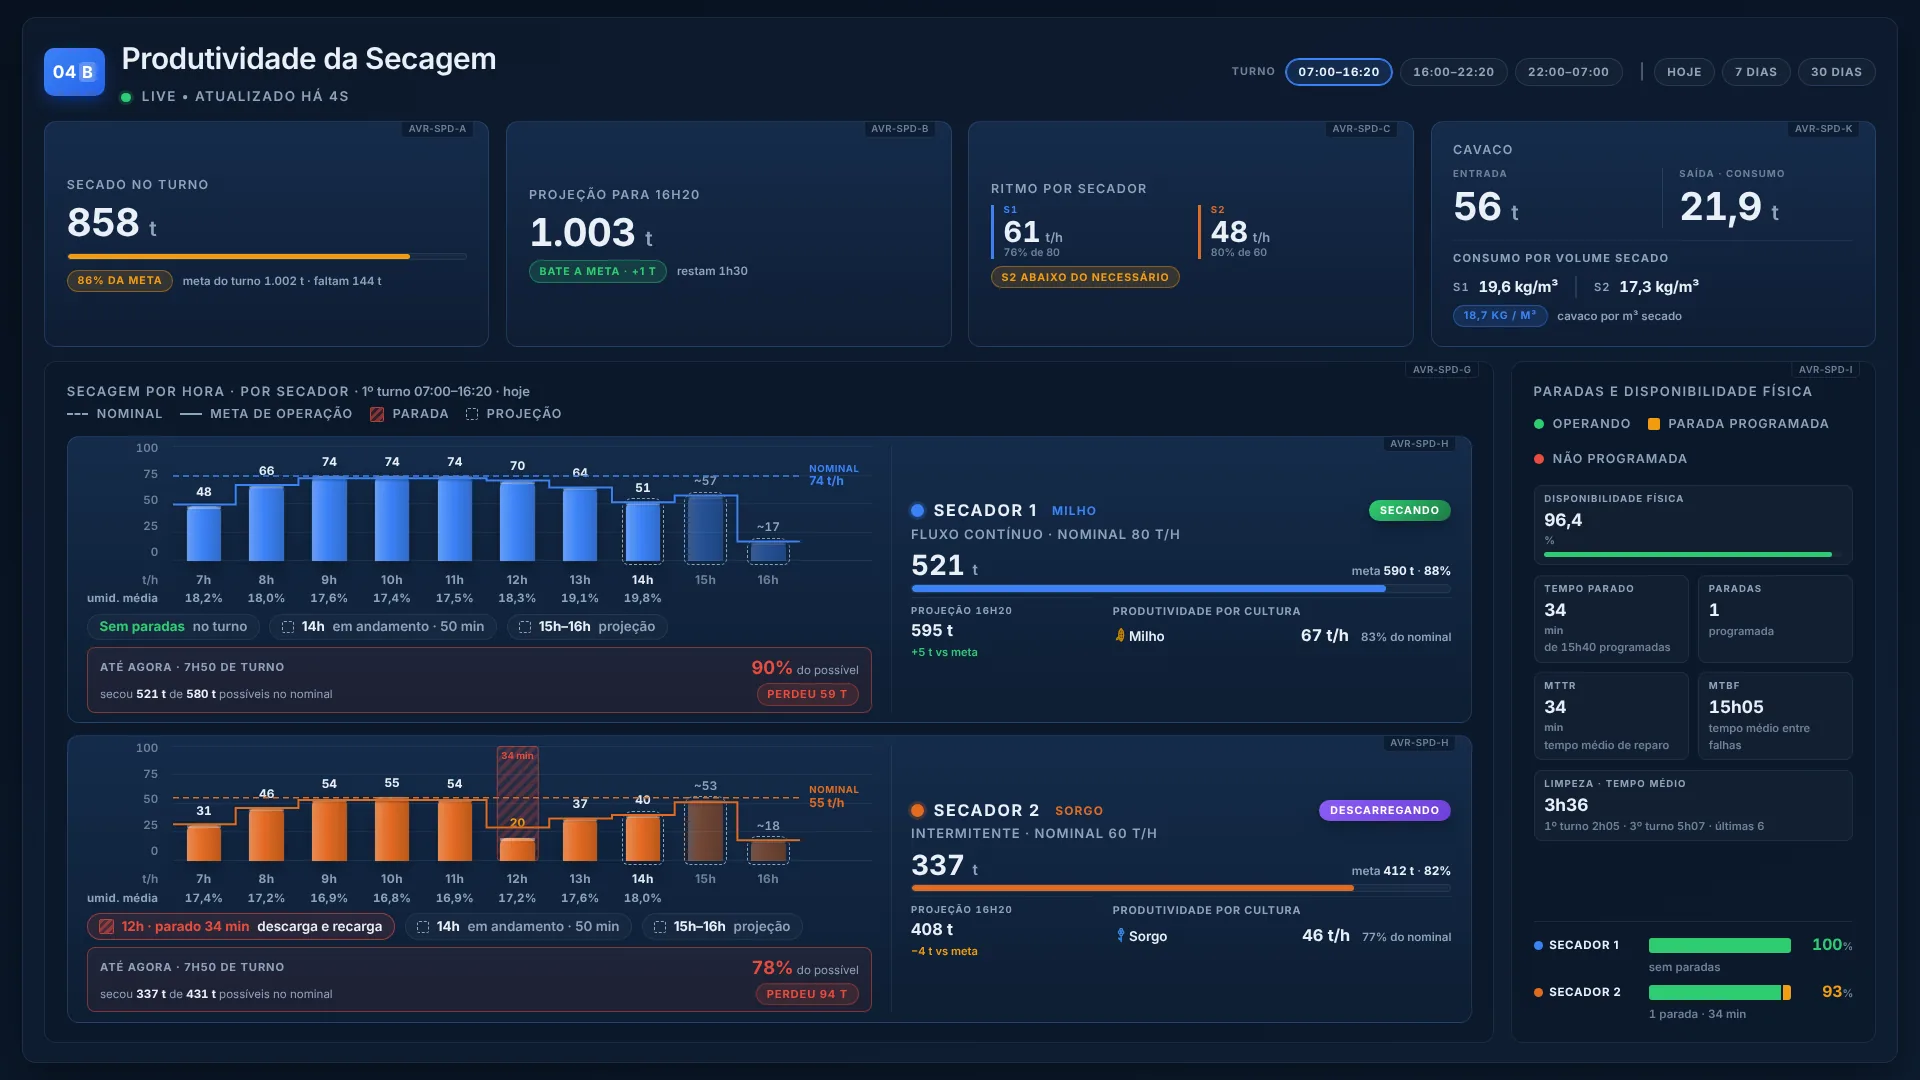 04 B
Produtividade da Secagem
LIVE • ATUALIZADO HÁ 4S
TURNO 07:00–16:20 16:00–22:20 22:00–07:00 HOJE 7 DIAS 30 DIAS
AVR-SPD-A
SECADO NO TURNO
858 t
86% DA META meta do turno 1.002 t · faltam 144 t
AVR-SPD-B
PROJEÇÃO PARA 16H20
1.003 t
BATE A META · +1 T restam 1h30
AVR-SPD-C
RITMO POR SECADOR
S1
61 t/h
76% de 80
S2
48 t/h
80% de 60
S2 ABAIXO DO NECESSÁRIO
AVR-SPD-K
CAVACO
ENTRADA
56 t
SAÍDA · CONSUMO
21,9 t
CONSUMO POR VOLUME SECADO
S1 19,6 kg/m³ S2 17,3 kg/m³
18,7 KG / M³ cavaco por m³ secado
AVR-SPD-G
SECAGEM POR HORA · POR SECADOR · 1º turno 07:00–16:20 · hoje
NOMINAL META DE OPERAÇÃO PARADA PROJEÇÃO
AVR-SPD-H
100
75
50
25
0
48 66 74 74 74 70 64 51 ~57 ~17
NOMINAL
74 t/h
t/h 7h 8h 9h 10h 11h 12h 13h 14h 15h 16h
umid. média 18,2% 18,0% 17,6% 17,4% 17,5% 18,3% 19,1% 19,8%
Sem paradas no turno 14h em andamento · 50 min 15h–16h projeção
ATÉ AGORA · 7H50 DE TURNO
90% do possível
secou 521 t de 580 t possíveis no nominal
PERDEU 59 T
SECADOR 1 MILHO SECANDO
FLUXO CONTÍNUO · NOMINAL 80 T/H
521 t
meta 590 t · 88%
PROJEÇÃO 16H20
595 t
+5 t vs meta
PRODUTIVIDADE POR CULTURA
Milho 67 t/h 83% do nominal
AVR-SPD-H
100
75
50
25
0
31 46 54 55 54 20 37 40 ~53 ~18
34 min
NOMINAL
55 t/h
t/h 7h 8h 9h 10h 11h 12h 13h 14h 15h 16h
umid. média 17,4% 17,2% 16,9% 16,8% 16,9% 17,2% 17,6% 18,0%
12h · parado 34 min descarga e recarga 14h em andamento · 50 min 15h–16h projeção
ATÉ AGORA · 7H50 DE TURNO
78% do possível
secou 337 t de 431 t possíveis no nominal
PERDEU 94 T
SECADOR 2 SORGO DESCARREGANDO
INTERMITENTE · NOMINAL 60 T/H
337 t
meta 412 t · 82%
PROJEÇÃO 16H20
408 t
−4 t vs meta
PRODUTIVIDADE POR CULTURA
Sorgo 46 t/h 77% do nominal
AVR-SPD-I
PARADAS E DISPONIBILIDADE FÍSICA
OPERANDO PARADA PROGRAMADA
NÃO PROGRAMADA
DISPONIBILIDADE FÍSICA
96,4
%
TEMPO PARADO
34
min
de 15h40 programadas
PARADAS
1
programada
MTTR
34
min
tempo médio de reparo
MTBF
15h05
tempo médio entre
falhas
LIMPEZA · TEMPO MÉDIO
3h36
1º turno 2h05 · 3º turno 5h07 · últimas 6
SECADOR 1 100%
sem paradas
SECADOR 2 93%
1 parada · 34 min